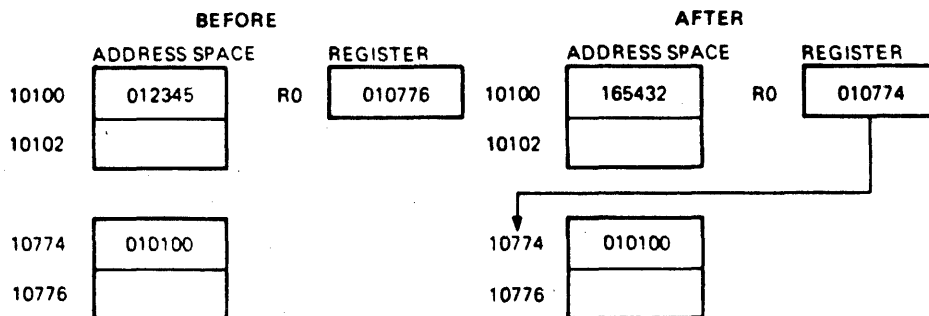 BEFORE AFTER
ADDRESS SPACE REGISTER ADDRESS SPACE REGISTER
10100 012345 R0 010776 10100 165432 R0 010774
10102 10102
10774 010100 10774 010100
10776 10776